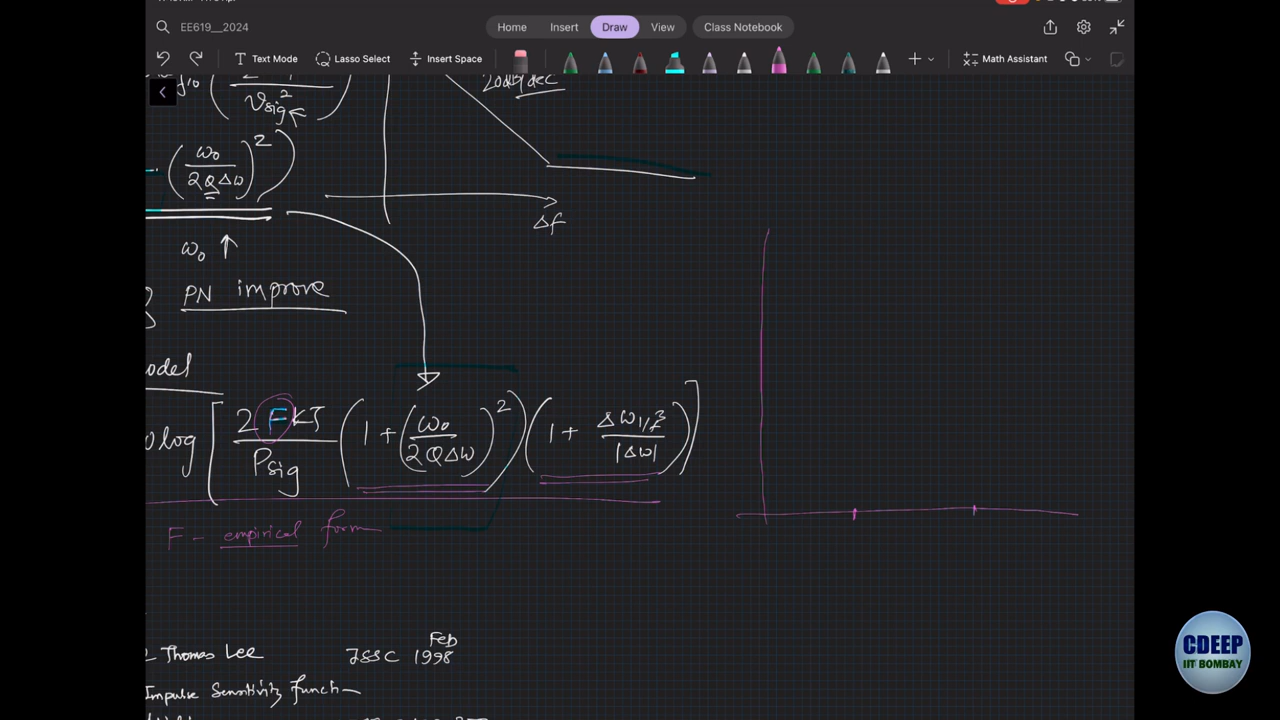 EE619__2024
Home Insert Draw View Class Notebook
Text Mode Lasso Select Insert Space Math Assistant
20dB/dec
Vsig²
(ω₀/2QΔω)²
Δf
ω₀ ↑
PN improve
odel
log [ 2FKT/Psig (1 + (ω₀/2QΔω)²) (1 + Δω1/f³/|Δω|) ]
F - empirical form
Thomas Lee JSSC Feb 1998
Impulse Sensitivity Funct
CDEEP
IIT BOMBAY